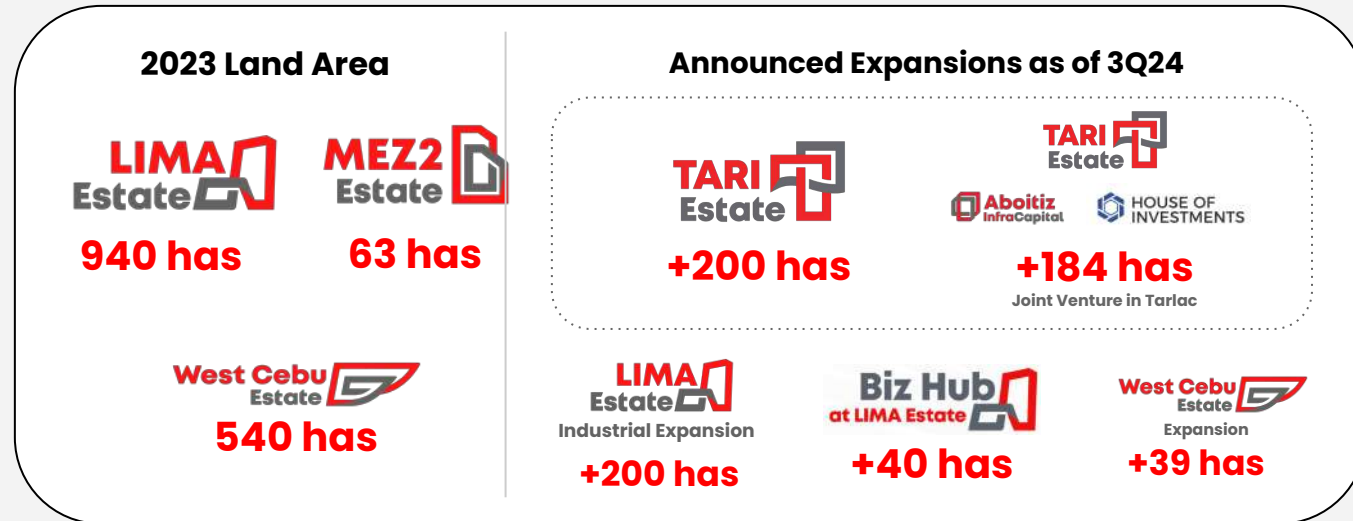 2023 Land Area
LIMA
Estate
940 has
MEZ2
Estate
63 has
West Cebu
Estate
540 has
Announced Expansions as of 3Q24
TARI
Estate
+200 has
TARI
Estate
Aboitiz
InfraCapital
HOUSE OF
INVESTMENTS
+184 has
Joint Venture in Tarlac
LIMA
Estate
Industrial Expansion
+200 has
Biz Hub
at LIMA Estate
+40 has
West Cebu
Estate
Expansion
+39 has